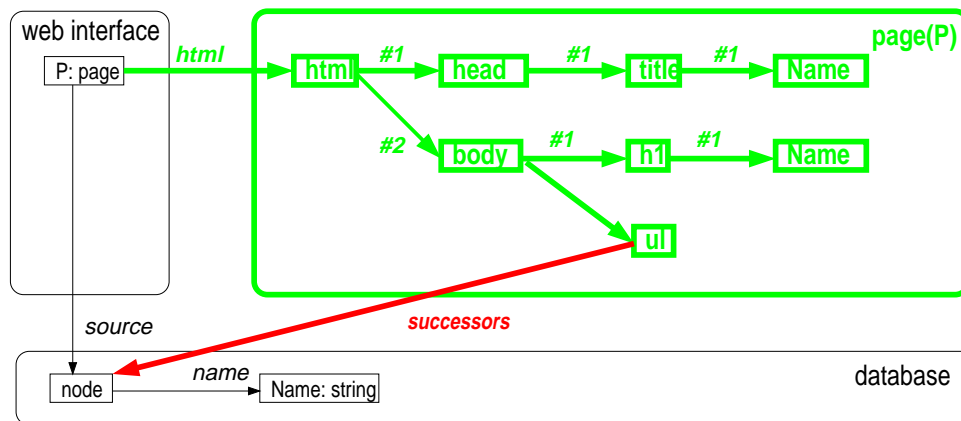 web interface
P: page
html
html
#1
head
#1
title
#1
Name
page(P)
#2
body
#1
h1
#1
Name
ul
successors
source
node
name
Name: string
database